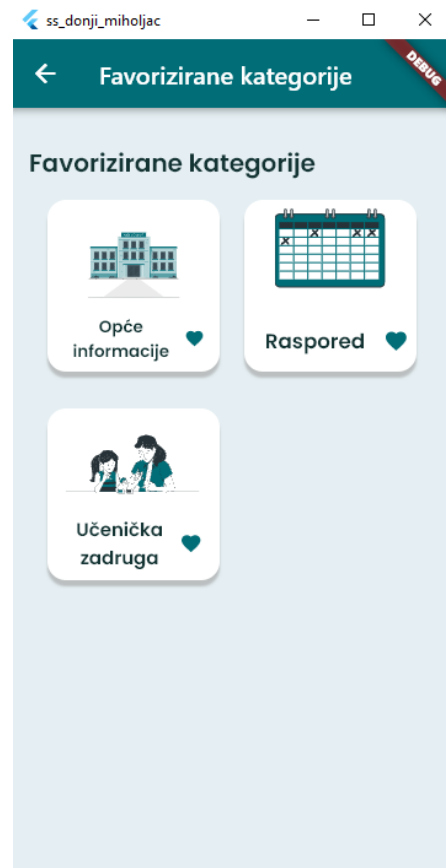 ss_donji_miholjac
Favorizirane kategorije
DEBUG
Favorizirane kategorije
Opće
informacije
Raspored
Učenička
zadruga